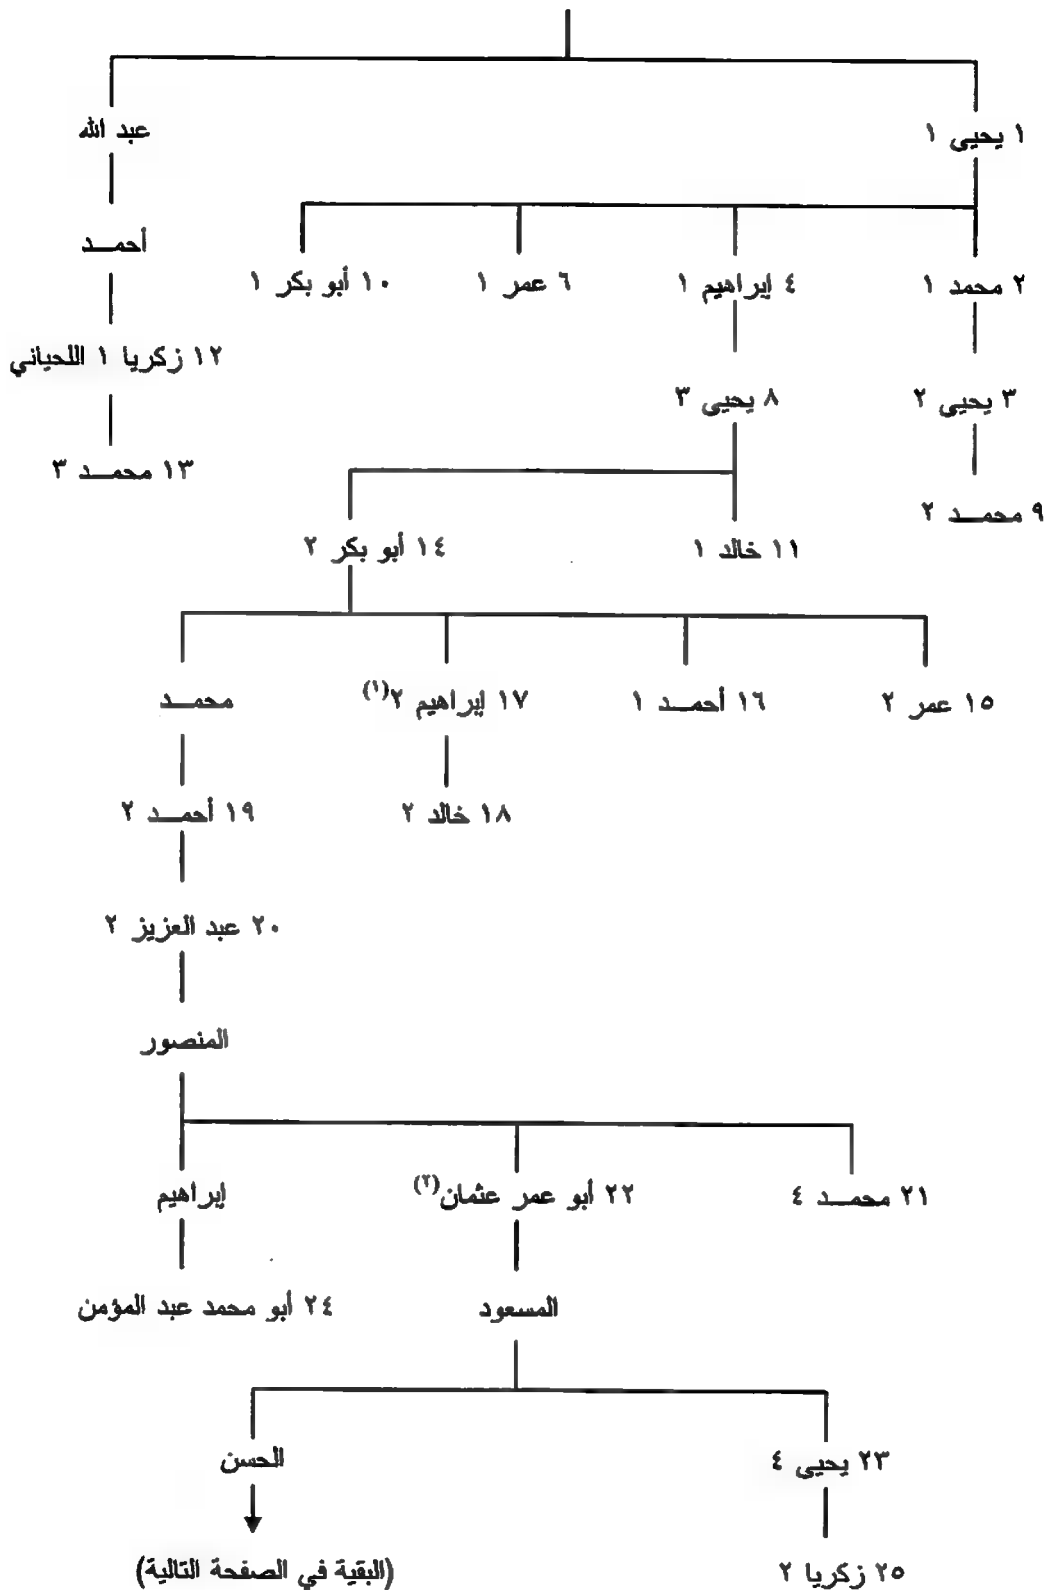 ١ يحيى ١
عبد الله
٢ محمد ١
٤ إبراهيم ١
٦ عمر ١
١٠ أبو بكر ١
أحمـــد
٣ يحيى ٢
٨ يحيى ٣
١٢ زكريا ١ اللحياني
٩ محمـــد ٢
١١ خالد ١
١٤ أبو بكر ٢
١٣ محمـــد ٣
١٥ عمر ٢
١٦ أحمـــد ١
١٧ إبراهيم ٢(١)
محمـــد
١٨ خالد ٢
١٩ أحمـــد ٢
٢٠ عبد العزيز ٢
المنصور
٢١ محمـــد ٤
٢٢ أبو عمر عثمان(٢)
إبراهيم
المسعود
٢٤ أبو محمد عبد المؤمن
٢٣ يحيى ٤
الحسن
٢٥ زكريا ٢
(البقية في الصفحة التالية)